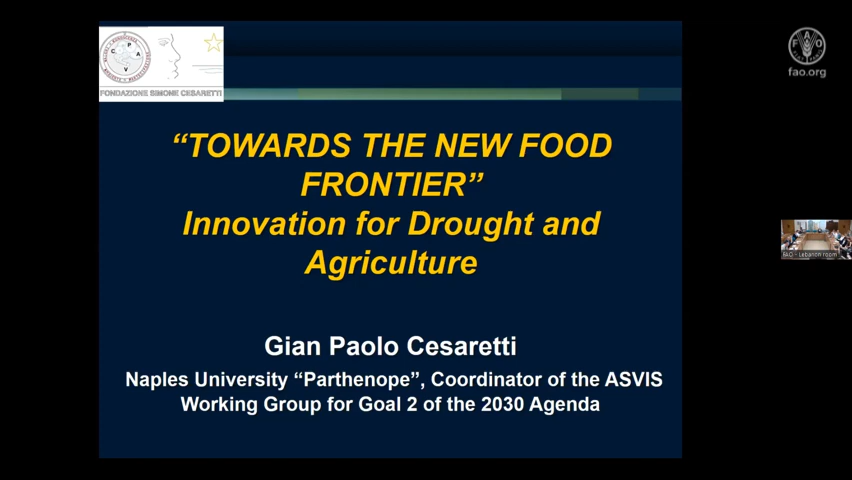 FONDAZIONE SIMONE CESARETTI
FAO
fao.org
“TOWARDS THE NEW FOOD
FRONTIER”
Innovation for Drought and
Agriculture
FAO - Lebanon room
Gian Paolo Cesaretti
Naples University “Parthenope”, Coordinator of the ASVIS
Working Group for Goal 2 of the 2030 Agenda